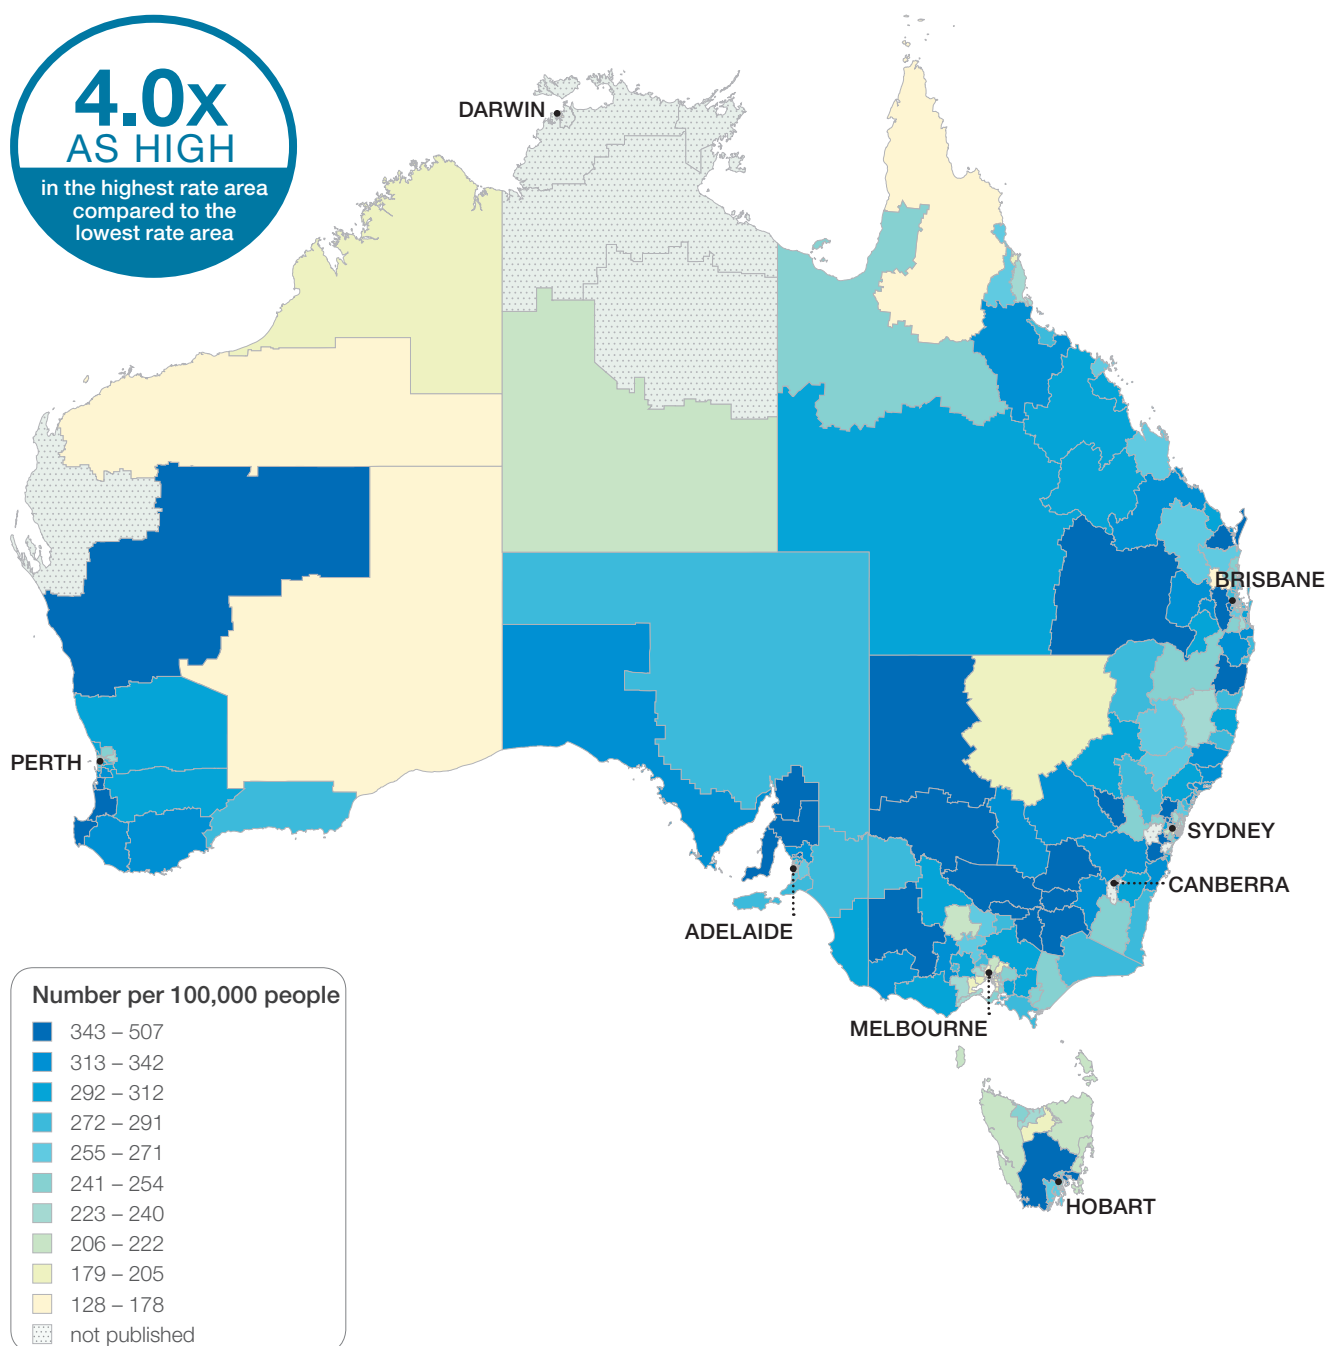 4.0x
AS HIGH
in the highest rate area
compared to the
lowest rate area
DARWIN
BRISBANE
PERTH
SYDNEY
CANBERRA
ADELAIDE
MELBOURNE
HOBART
Number per 100,000 people
343 – 507
313 – 342
292 – 312
272 – 291
255 – 271
241 – 254
223 – 240
206 – 222
179 – 205
128 – 178
not published